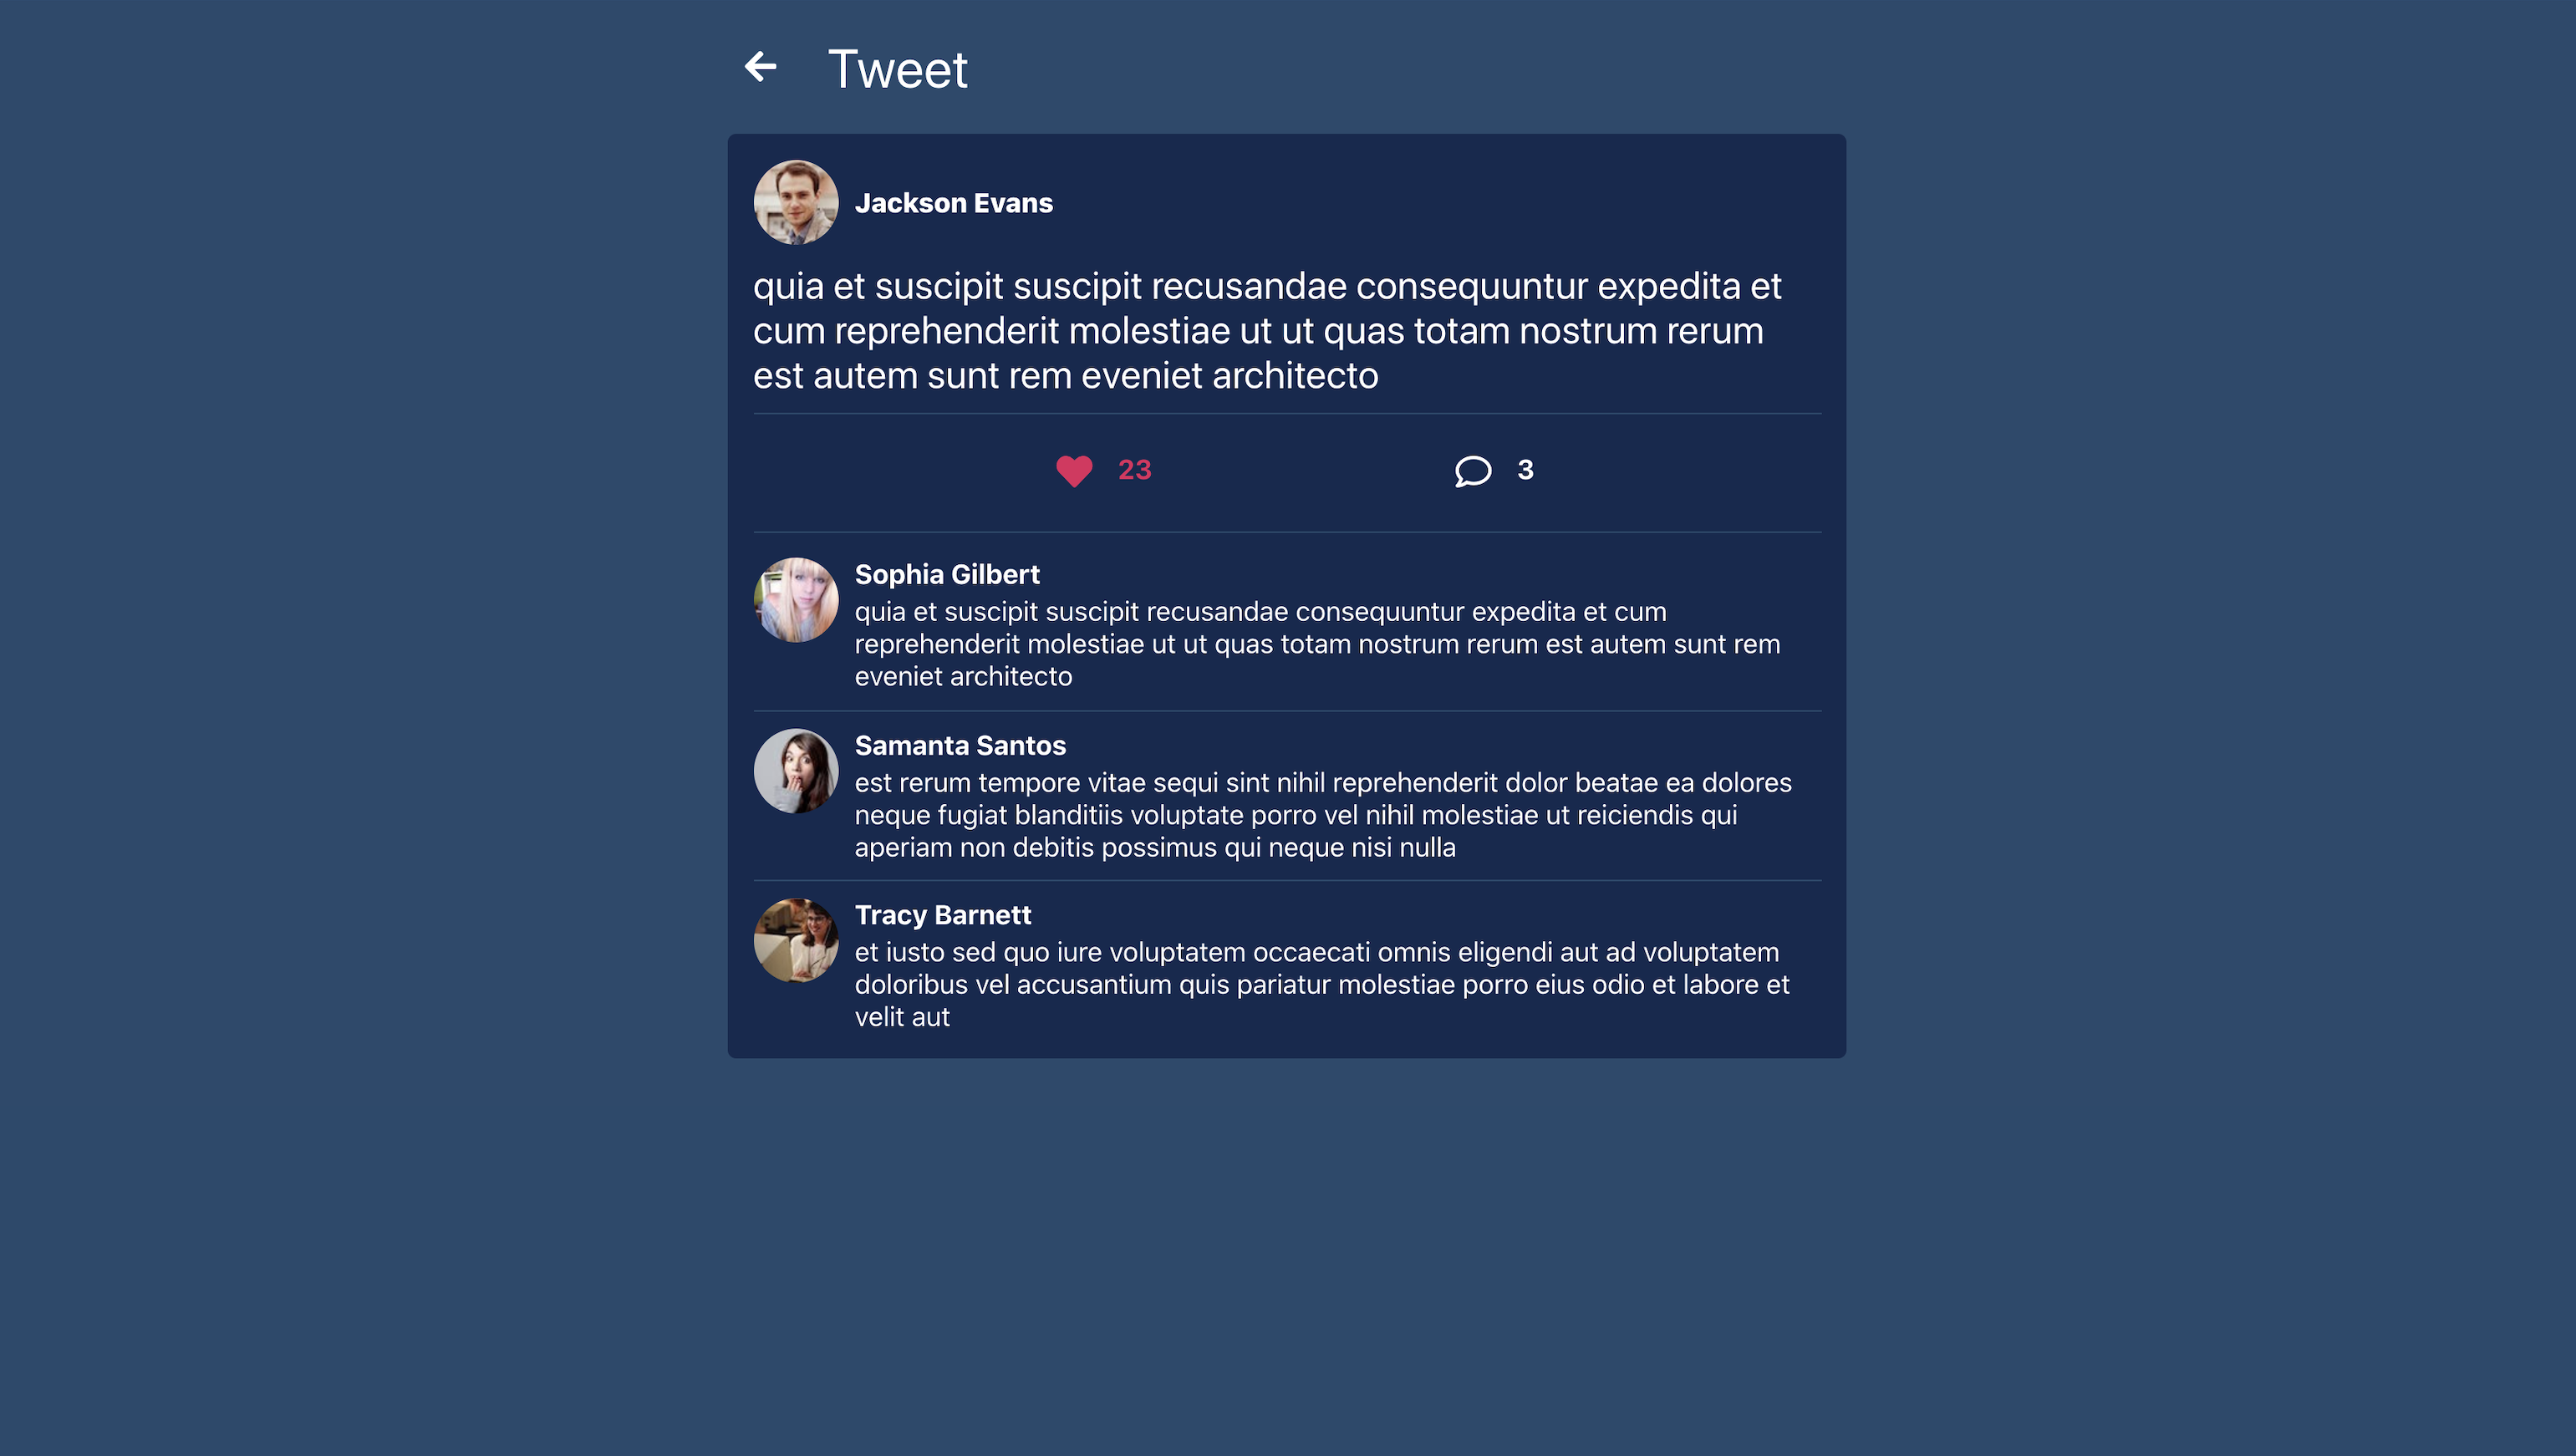 Tweet
Jackson Evans
quia et suscipit suscipit recusandae consequuntur expedita et
cum reprehenderit molestiae ut ut quas totam nostrum rerum
est autem sunt rem eveniet architecto
23
3
Sophia Gilbert
quia et suscipit suscipit recusandae consequuntur expedita et cum
reprehenderit molestiae ut ut quas totam nostrum rerum est autem sunt rem
eveniet architecto
Samanta Santos
est rerum tempore vitae sequi sint nihil reprehenderit dolor beatae ea dolores
neque fugiat blanditiis voluptate porro vel nihil molestiae ut reiciendis qui
aperiam non debitis possimus qui neque nisi nulla
Tracy Barnett
et iusto sed quo iure voluptatem occaecati omnis eligendi aut ad voluptatem
doloribus vel accusantium quis pariatur molestiae porro eius odio et labore et
velit aut